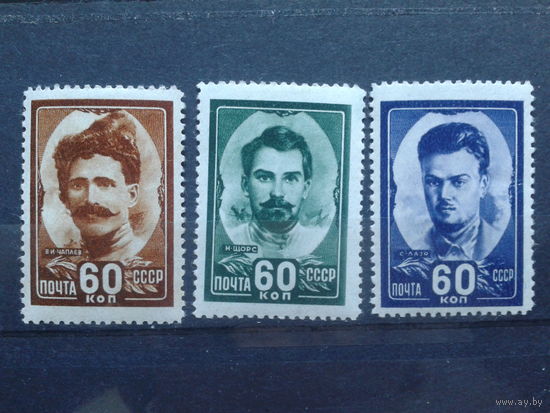 В.И.ЧАПАЕВ
ПОЧТА 60 СССР
КОП
Н.ЩОРС
ПОЧТА 60 СССР
КОП
С.ЛАЗО
ПОЧТА 60 СССР
КОП
www.ay.by